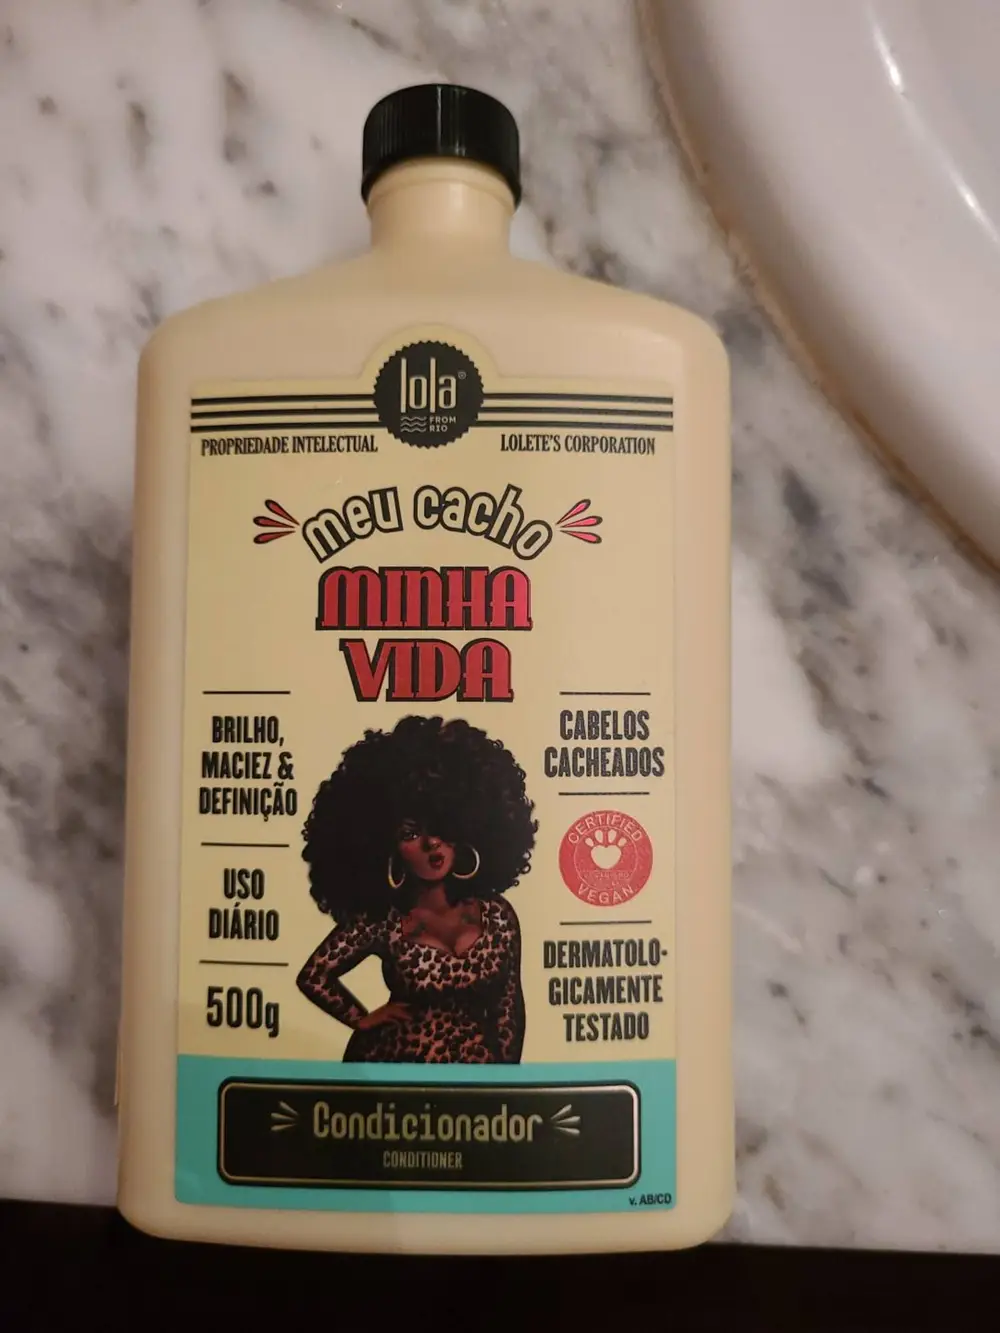 lola®
FROM
RIO
PROPRIEDADE INTELECTUAL
LOLETE'S CORPORATION
meu cacho
MINHA
VIDA
BRILHO,
MACIEZ &
DEFINIÇÃO
USO
DIÁRIO
500g
CABELOS
CACHEADOS
CERTIFIED
VEGAN
DERMATOLO-
GICAMENTE
TESTADO
Condicionador
CONDITIONER
v. AB/CD